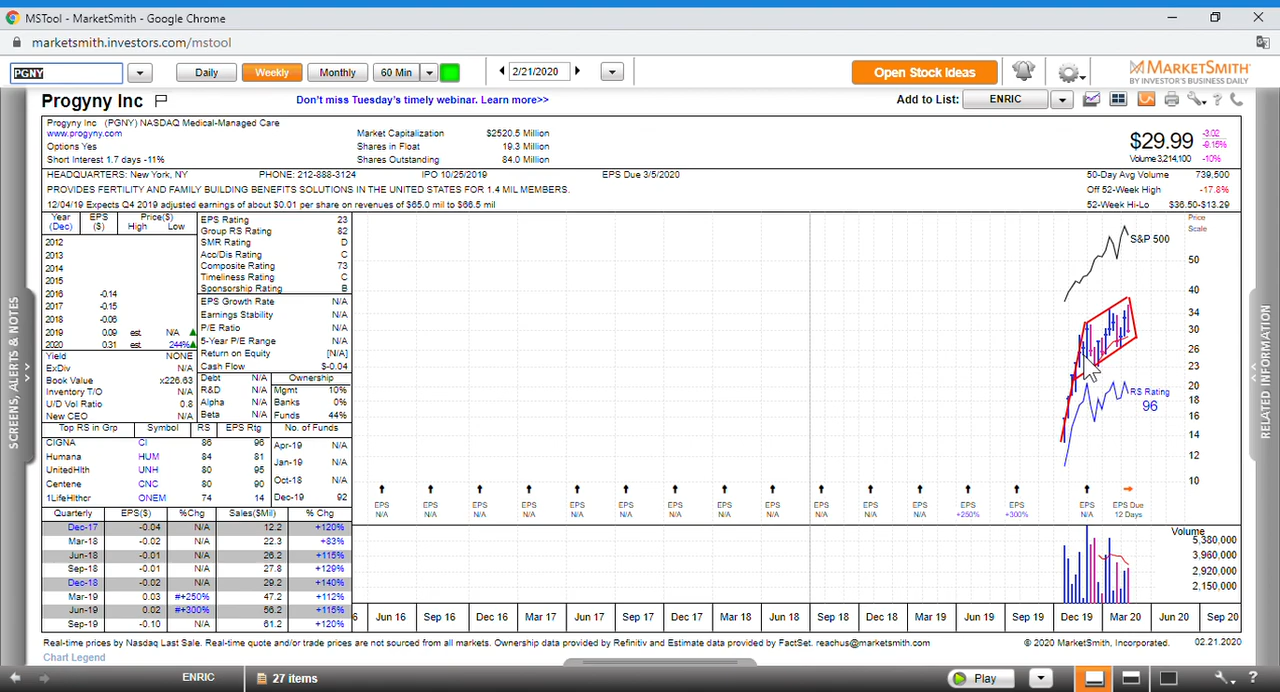 MSTool - MarketSmith - Google Chrome
marketsmith.investors.com/mstool
PGNY Daily Weekly Monthly 60 Min 2/21/2020 Open Stock Ideas MARKETSMITH
BY INVESTOR'S BUSINESS DAILY
Progyny Inc Don't miss Tuesday's timely webinar. Learn more>> Add to List: ENRIC
Progyny Inc (PGNY) NASDAQ Medical-Managed Care
www.progyny.com Market Capitalization $2520.5 Million $29.99 -3.02
Options Yes Shares in Float 19.3 Million -9.15%
Short Interest 1.7 days -11% Shares Outstanding 84.0 Million Volume 3,214,100 -10%
HEADQUARTERS: New York, NY PHONE: 212-888-3124 IPO 10/25/2019 EPS Due 3/5/2020 50-Day Avg Volume 739,500
PROVIDES FERTILITY AND FAMILY BUILDING BENEFITS SOLUTIONS IN THE UNITED STATES FOR 1.4 MIL MEMBERS. Off 52-Week High -17.8%
12/04/19 Expects Q4 2019 adjusted earnings of about $0.01 per share on revenues of $65.0 mil to $66.5 mil 52-Week Hi-Lo $36.50-$13.29
Year EPS Price($)
(Dec) ($) High Low
2012
2013
2014
2015
2016 -0.14
2017 -0.15
2018 -0.06
2019 0.09 est. N/A
2020 0.31 est. 244%
EPS Rating 23
Group RS Rating 82
SMR Rating D
Acc/Dis Rating C
Composite Rating 73
Timeliness Rating C
Sponsorship Rating B
EPS Growth Rate N/A
Earnings Stability N/A
P/E Ratio N/A
5-Year P/E Range N/A
Return on Equity [N/A]
Cash Flow $-0.04
Yield NONE
ExDiv N/A
Book Value x226.63
Inventory T/O N/A
U/D Vol Ratio 0.8
New CEO N/A
Debt N/A
R&D N/A
Alpha N/A
Beta N/A
Ownership
Mgmt 10%
Banks 0%
Funds 44%
Top RS in Grp Symbol RS EPS Rtg
CIGNA CI 86 96
Humana HUM 84 81
UnitedHlth UNH 80 95
Centene CNC 80 90
1LifeHlthcr ONEM 74 14
No. of Funds
Apr-19 N/A
Jan-19 N/A
Oct-18 N/A
Dec-19 92
Quarterly EPS($) %Chg Sales($Mil) % Chg
Dec-17 -0.04 N/A 12.2 +120%
Mar-18 -0.02 N/A 22.3 +83%
Jun-18 -0.01 N/A 26.2 +115%
Sep-18 -0.01 N/A 27.8 +129%
Dec-18 -0.02 N/A 29.2 +140%
Mar-19 0.03 #+250% 47.2 +112%
Jun-19 0.02 #+300% 56.2 +115%
Sep-19 -0.10 N/A 61.2 +120%
Price
Scale
S&P 500
50
40
34
30
26
23
20
18
16
14
12
10
RS Rating
96
EPS EPS EPS EPS EPS EPS EPS EPS EPS EPS EPS EPS EPS EPS EPS EPS Due
N/A N/A N/A N/A N/A N/A N/A N/A N/A N/A N/A N/A +250% +300% N/A 12 Days
Volume
5,380,000
3,960,000
2,920,000
2,150,000
6 Jun 16 Sep 16 Dec 16 Mar 17 Jun 17 Sep 17 Dec 17 Mar 18 Jun 18 Sep 18 Dec 18 Mar 19 Jun 19 Sep 19 Dec 19 Mar 20 Jun 20 Sep 20
Real-time prices by Nasdaq Last Sale. Real-time quote and/or trade prices are not sourced from all markets. Ownership data provided by Refinitiv and Estimate data provided by FactSet. reachus@marketsmith.com © 2020 MarketSmith, Incorporated. 02.21.2020
Chart Legend
SCREENS, ALERTS & NOTES
RELATED INFORMATION
ENRIC 27 items Play